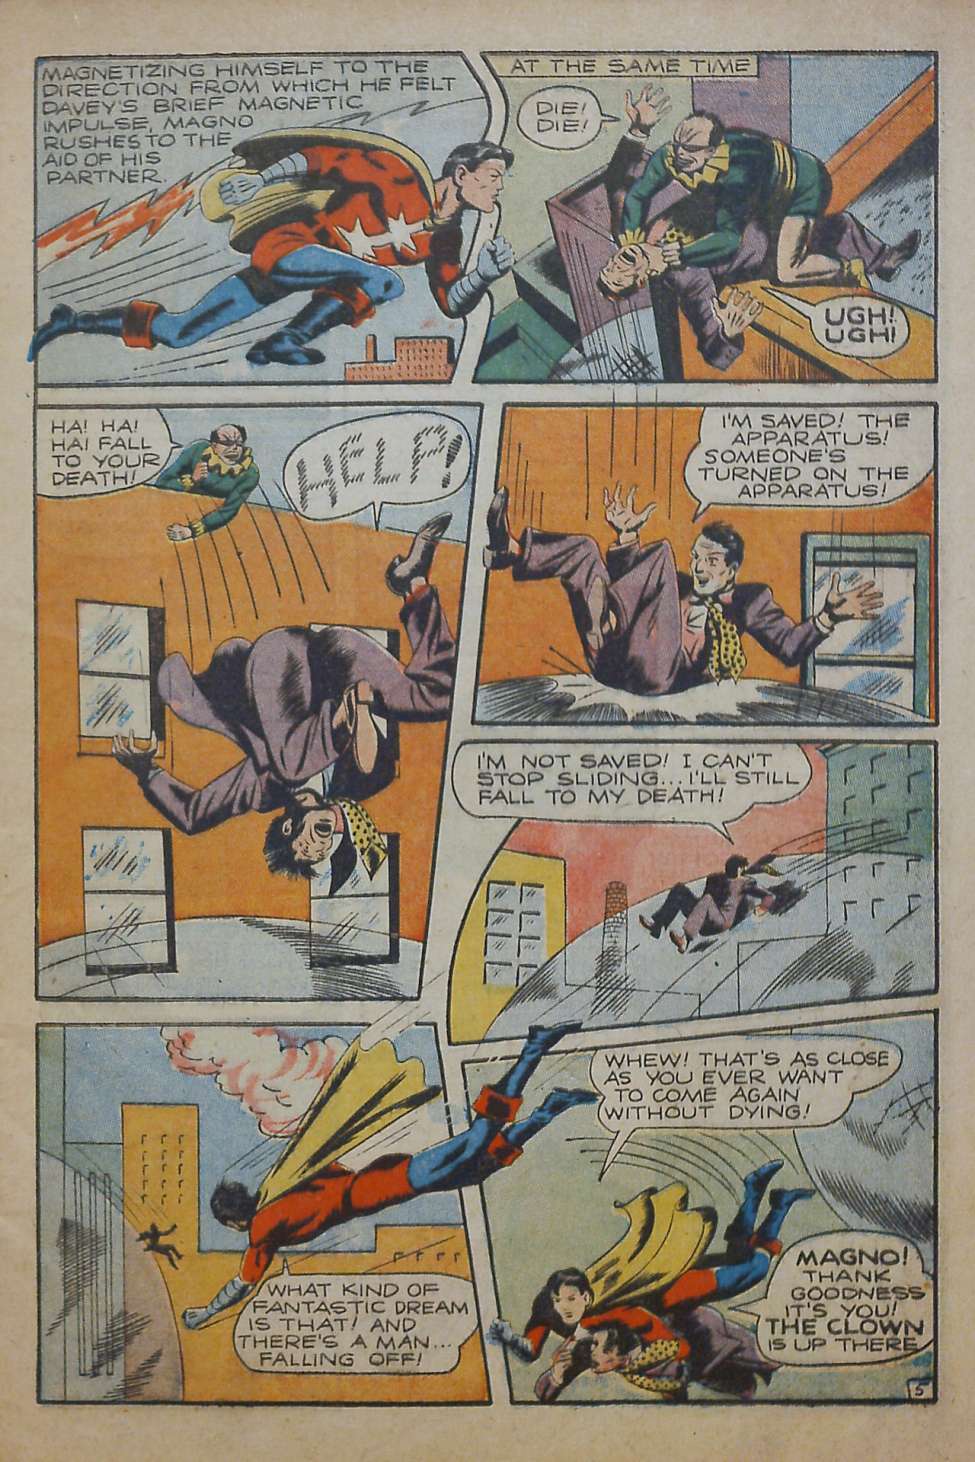 MAGNETIZING HIMSELF TO THE
DIRECTION FROM WHICH HE FELT
DAVEY'S BRIEF MAGNETIC
IMPULSE, MAGNO
RUSHES TO THE
AID OF HIS
PARTNER.
AT THE SAME TIME
DIE!
DIE!
UGH!
UGH!
HA! HA!
HA! FALL
TO YOUR
DEATH!
HELP!
I'M SAVED! THE
APPARATUS!
SOMEONE'S
TURNED ON THE
APPARATUS!
I'M NOT SAVED! I CAN'T
STOP SLIDING... I'LL STILL
FALL TO MY DEATH!
WHAT KIND OF
FANTASTIC DREAM
IS THAT! AND
THERE'S A MAN...
FALLING OFF!
WHEW! THAT'S AS CLOSE
AS YOU EVER WANT
TO COME AGAIN
WITHOUT DYING!
MAGNO!
THANK
GOODNESS
IT'S YOU!
THE CLOWN
IS UP THERE
5